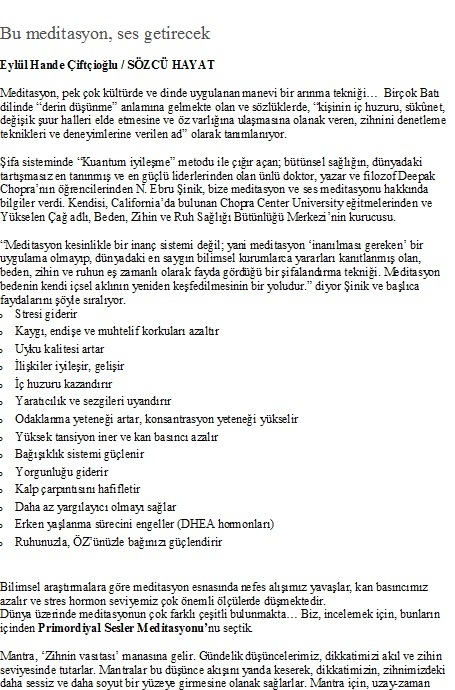 Bu meditasyon, ses getirecek
Eylül Hande Çiftçioğlu / SÖZCÜ HAYAT
Meditasyon, pek çok kültürde ve dinde uygulanan manevi bir arınma tekniği… Birçok Batı
dilinde “derin düşünme” anlamına gelmekte olan ve sözlüklerde, “kişinin iç huzuru, sükûnet,
değişik şuur halleri elde etmesine ve öz varlığına ulaşmasına olanak veren, zihnini denetleme
teknikleri ve deneyimlerine verilen ad” olarak tanımlanıyor.
Şifa sisteminde “Kuantum iyileşme” metodu ile çığır açan; bütünsel sağlığın, dünyadaki
tartışmasız en tanınmış ve en güçlü liderlerinden olan ünlü doktor, yazar ve filozof Deepak
Chopra’nın öğrencilerinden N. Ebru Şinik, bize meditasyon ve ses meditasyonu hakkında
bilgiler verdi. Kendisi, California’da bulunan Chopra Center University eğitmelerinden ve
Yükselen Çağ adlı, Beden, Zihin ve Ruh Sağlığı Bütünlüğü Merkezi’nin kurucusu.
“Meditasyon kesinlikle bir inanç sistemi değil; yani meditasyon ‘inanılması gereken’ bir
uygulama olmayıp, dünyadaki en saygın bilimsel kurumlarca yararları kanıtlanmış olan,
beden, zihin ve ruhun eş zamanlı olarak fayda gördüğü bir şifalandırma tekniği. Meditasyon
bedenin kendi içsel aklının yeniden keşfedilmesinin bir yoludur.” diyor Şinik ve başlıca
faydalarını şöyle sıralıyor.
o Stresi giderir
o Kaygı, endişe ve muhtelif korkuları azaltır
o Uyku kalitesi artar
o İlişkiler iyileşir, gelişir
o İç huzuru kazandırır
o Yaratıcılık ve sezgileri uyandırır
o Odaklanma yeteneği artar, konsantrasyon yeteneği yükselir
o Yüksek tansiyon iner ve kan basıncı azalır
o Bağışıklık sistemi güçlenir
o Yorgunluğu giderir
o Kalp çarpıntısını hafifletir
o Daha az yargılayıcı olmayı sağlar
o Erken yaşlanma sürecini engeller (DHEA hormonları)
o Ruhunuzla, ÖZ’ünüzle bağınızı güçlendirir
Bilimsel araştırmalara göre meditasyon esnasında nefes alışımız yavaşlar, kan basıncımız
azalır ve stres hormon seviyemiz çok önemli ölçülerde düşmektedir.
Dünya üzerinde meditasyonun çok farklı çeşitli bulunmakta… Biz, incelemek için, bunların
içinden Primordiyal Sesler Meditasyonu’nu seçtik.
Mantra, ‘Zihnin vasıtası’ manasına gelir. Gündelik düşüncelerimiz, dikkatimizi akıl ve zihin
seviyesinde tutarlar. Mantralar bu düşünce akışını yanda keserek, dikkatimizin, zihnimizdeki
daha sessiz ve daha soyut bir yüzeye girmesine olanak sağlarlar. Mantra için, uzay-zaman